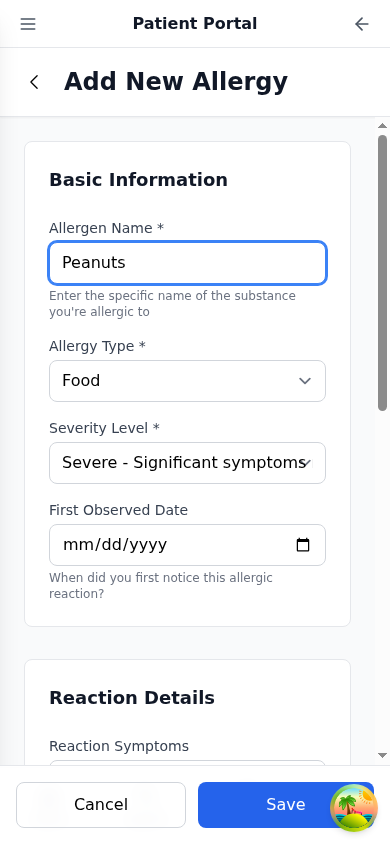 Patient Portal
Add New Allergy
Basic Information
Allergen Name *
Peanuts
Enter the specific name of the substance
you're allergic to
Allergy Type *
Food
Severity Level *
Severe - Significant symptoms
First Observed Date
mm/dd/yyyy
When did you first notice this allergic
reaction?
Reaction Details
Reaction Symptoms
Cancel
Save